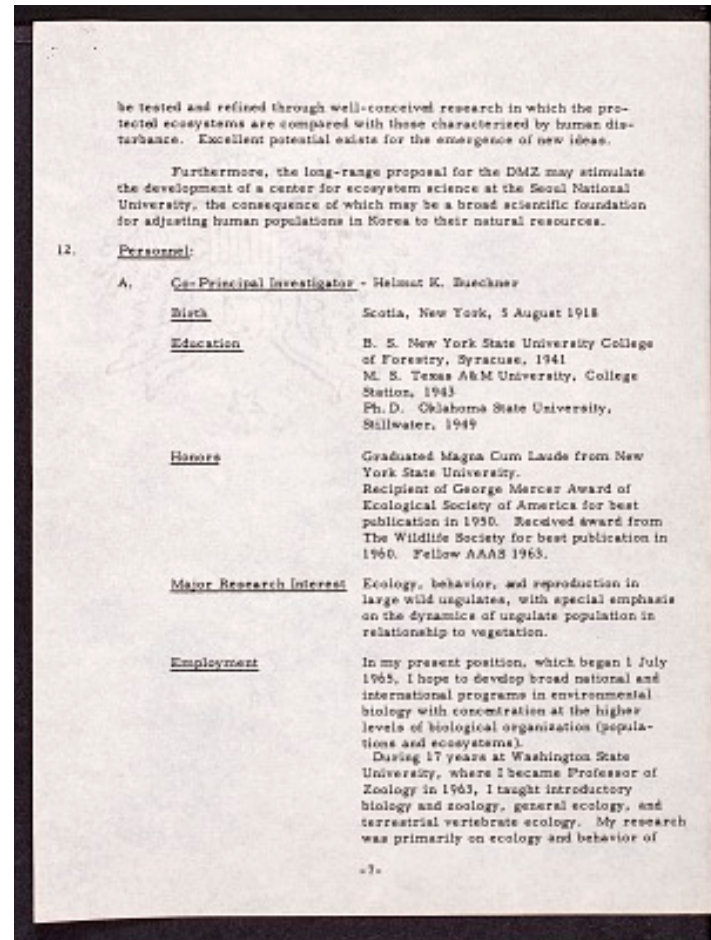 be tested and refined through well-conceived research in which the pro-
tected ecosystems are compared with those characterized by human dis-
turbance. Excellent potential exists for the emergence of new ideas.
Furthermore, the long-range proposal for the DMZ may stimulate
the development of a center for ecosystem science at the Seoul National
University, the consequence of which may be a broad scientific foundation
for adjusting human populations in Korea to their natural resources.
12. Personnel:
A. Co-Principal Investigator - Helmut K. Buechner
Birth Scotia, New York, 5 August 1918
Education B. S. New York State University College
of Forestry, Syracuse, 1941
M. S. Texas A&M University, College
Station, 1943
Ph. D. Oklahoma State University,
Stillwater, 1949
Honors Graduated Magna Cum Laude from New
York State University.
Recipient of George Mercer Award of
Ecological Society of America for best
publication in 1950. Received award from
The Wildlife Society for best publication in
1960. Fellow AAAS 1963.
Major Research Interest Ecology, behavior, and reproduction in
large wild ungulates, with special emphasis
on the dynamics of ungulate population in
relationship to vegetation.
Employment In my present position, which began 1 July
1965, I hope to develop broad national and
international programs in environmental
biology with concentration at the higher
levels of biological organization (popula-
tions and ecosystems).
During 17 years at Washington State
University, where I became Professor of
Zoology in 1963, I taught introductory
biology and zoology, general ecology, and
terrestrial vertebrate ecology. My research
was primarily on ecology and behavior of
-7-